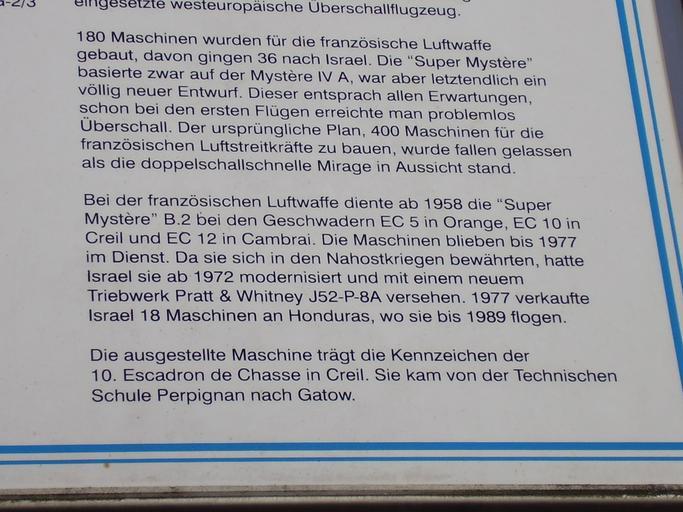 eingesetzte westeuropäische Überschallflugzeug.
180 Maschinen wurden für die französische Luftwaffe
gebaut, davon gingen 36 nach Israel. Die “Super Mystère”
basierte zwar auf der Mystère IV A, war aber letztendlich ein
völlig neuer Entwurf. Dieser entsprach allen Erwartungen,
schon bei den ersten Flügen erreichte man problemlos
Überschall. Der ursprüngliche Plan, 400 Maschinen für die
französischen Luftstreitkräfte zu bauen, wurde fallen gelassen
als die doppelschallschnelle Mirage in Aussicht stand.
Bei der französischen Luftwaffe diente ab 1958 die “Super
Mystère” B.2 bei den Geschwadern EC 5 in Orange, EC 10 in
Creil und EC 12 in Cambrai. Die Maschinen blieben bis 1977
im Dienst. Da sie sich in den Nahostkriegen bewährten, hatte
Israel sie ab 1972 modernisiert und mit einem neuem
Triebwerk Pratt & Whitney J52-P-8A versehen. 1977 verkaufte
Israel 18 Maschinen an Honduras, wo sie bis 1989 flogen.
Die ausgestellte Maschine trägt die Kennzeichen der
10. Escadron de Chasse in Creil. Sie kam von der Technischen
Schule Perpignan nach Gatow.